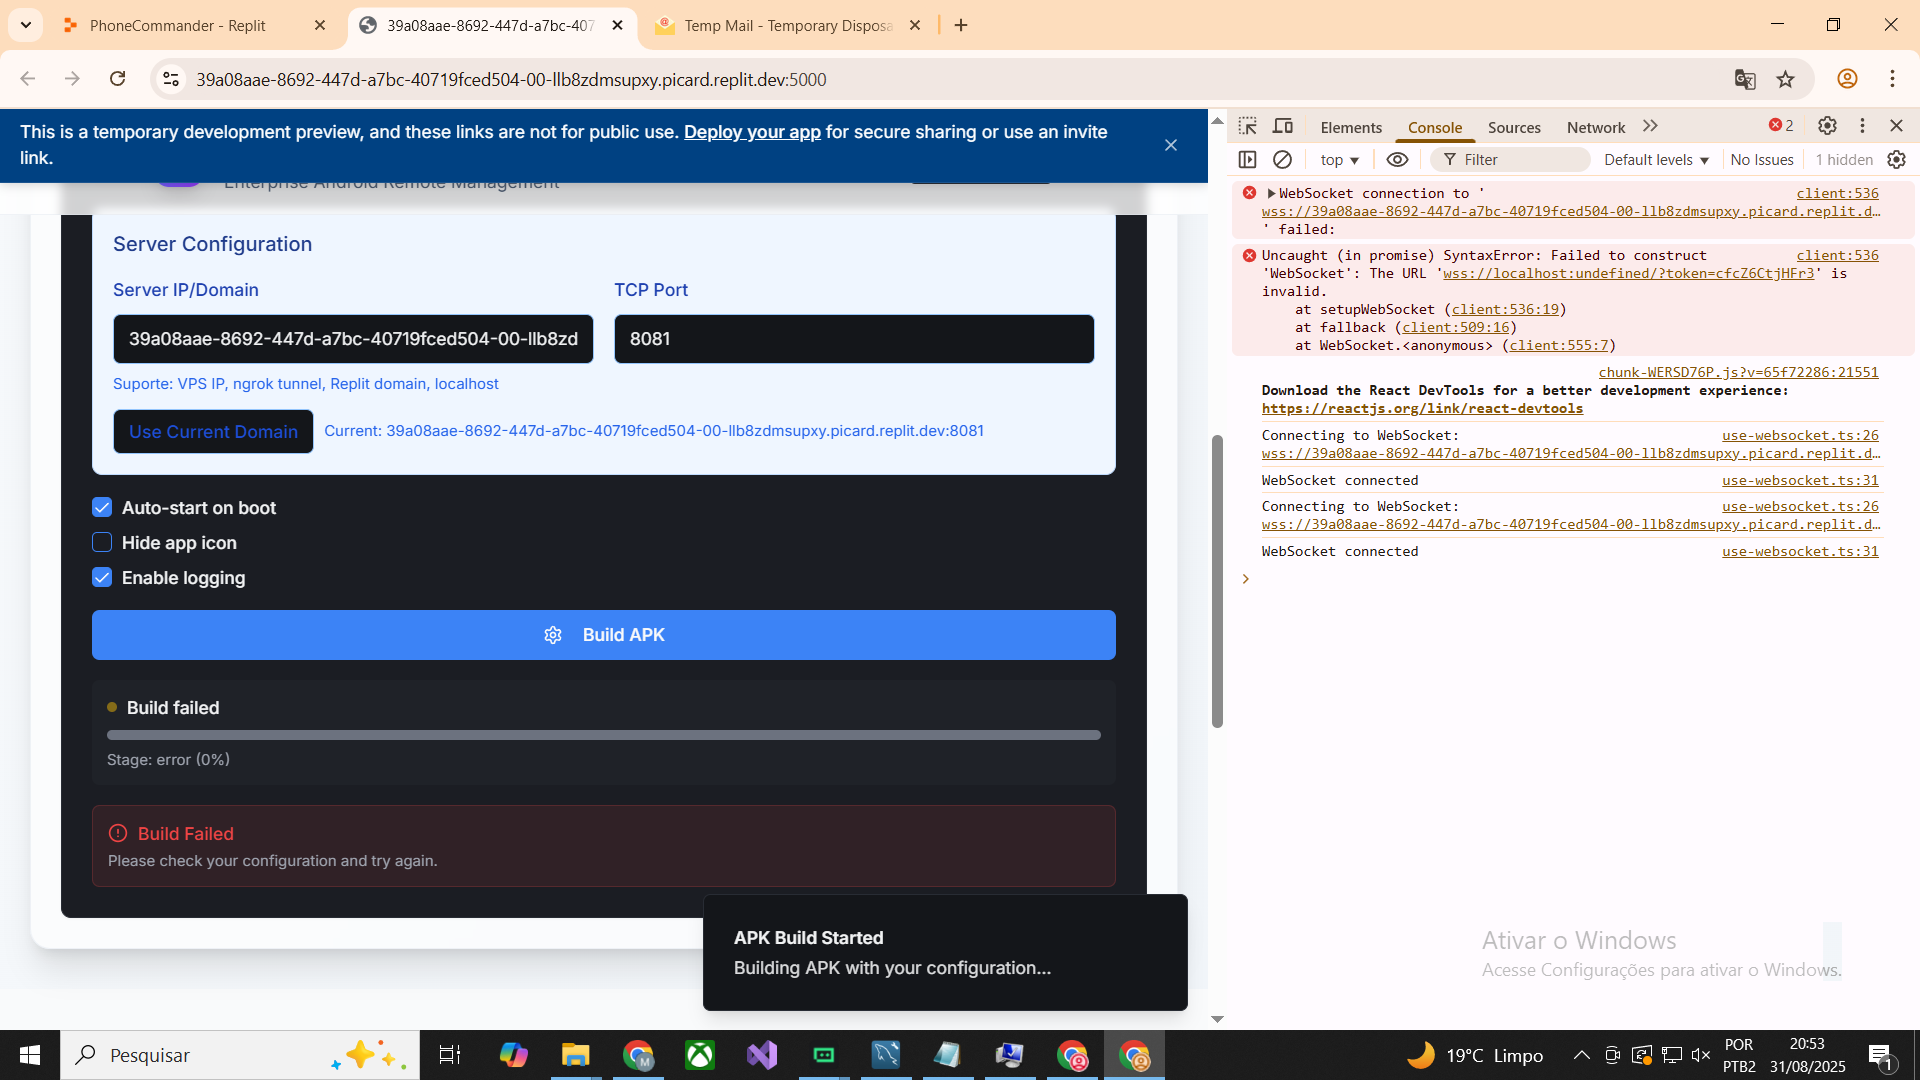 PhoneCommander - Replit
39a08aae-8692-447d-a7bc-407
Temp Mail - Temporary Disposa
39a08aae-8692-447d-a7bc-40719fced504-00-llb8zdmsupxy.picard.replit.dev:5000
This is a temporary development preview, and these links are not for public use. Deploy your app for secure sharing or use an invite
link.
Enterprise Android Remote Management
Server Configuration
Server IP/Domain
TCP Port
39a08aae-8692-447d-a7bc-40719fced504-00-llb8zd
8081
Suporte: VPS IP, ngrok tunnel, Replit domain, localhost
Use Current Domain
Current: 39a08aae-8692-447d-a7bc-40719fced504-00-llb8zdmsupxy.picard.replit.dev:8081
Auto-start on boot
Hide app icon
Enable logging
Build APK
Build failed
Stage: error (0%)
Build Failed
Please check your configuration and try again.
APK Build Started
Building APK with your configuration...
Elements Console Sources Network 2
top Filter Default levels No Issues 1 hidden
WebSocket connection to ' client:536
wss://39a08aae-8692-447d-a7bc-40719fced504-00-llb8zdmsupxy.picard.replit.d…
' failed:
Uncaught (in promise) SyntaxError: Failed to construct client:536
'WebSocket': The URL 'wss://localhost:undefined/?token=cfcZ6CtjHFr3' is
invalid.
at setupWebSocket (client:536:19)
at fallback (client:509:16)
at WebSocket.<anonymous> (client:555:7)
chunk-WERSD76P.js?v=65f72286:21551
Download the React DevTools for a better development experience:
https://reactjs.org/link/react-devtools
Connecting to WebSocket: use-websocket.ts:26
wss://39a08aae-8692-447d-a7bc-40719fced504-00-llb8zdmsupxy.picard.replit.d…
WebSocket connected use-websocket.ts:31
Connecting to WebSocket: use-websocket.ts:26
wss://39a08aae-8692-447d-a7bc-40719fced504-00-llb8zdmsupxy.picard.replit.d…
WebSocket connected use-websocket.ts:31
Ativar o Windows
Acesse Configurações para ativar o Windows.
Pesquisar
M
19°C Limpo
POR
PTB2
20:53
31/08/2025
1